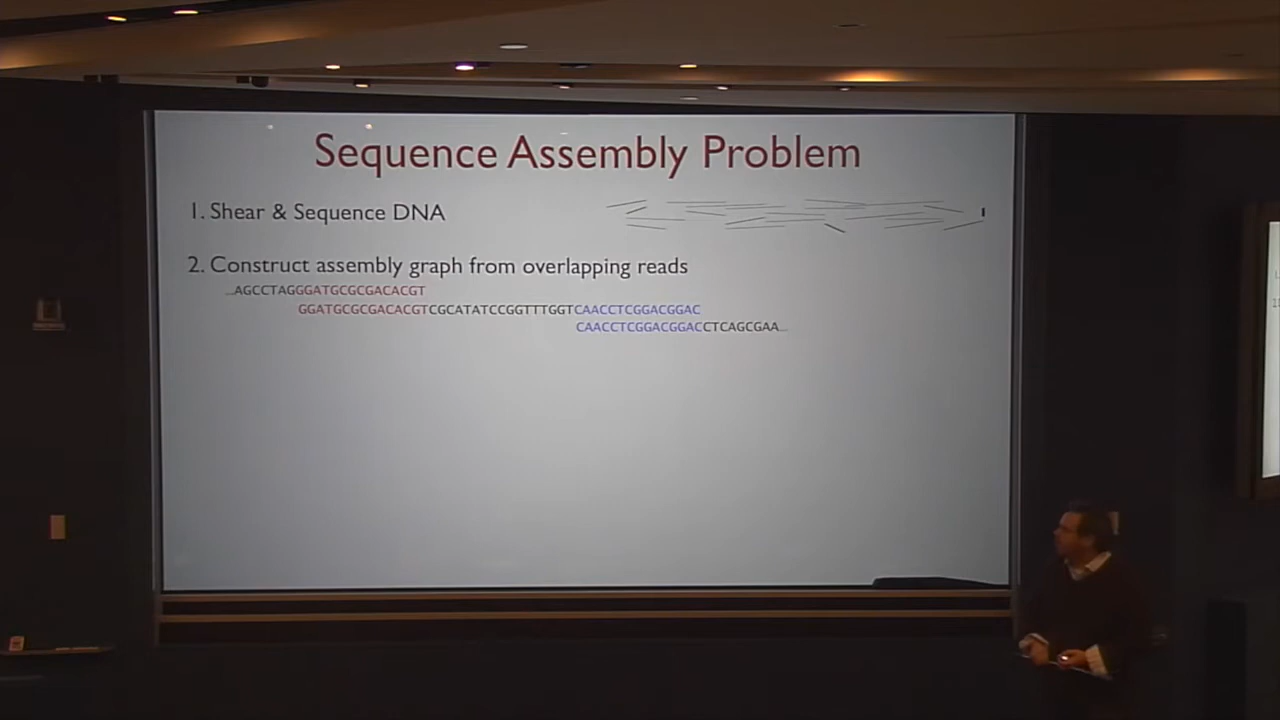 Sequence Assembly Problem
1. Shear & Sequence DNA
2. Construct assembly graph from overlapping reads
...AGCCTAGGGATGCGCGACACGT
GGATGCGCGACACGTCGCATATCCGGTTTGGTCAACCTCGGACGGAC
CAACCTCGGACGGACCTCAGCGAA...